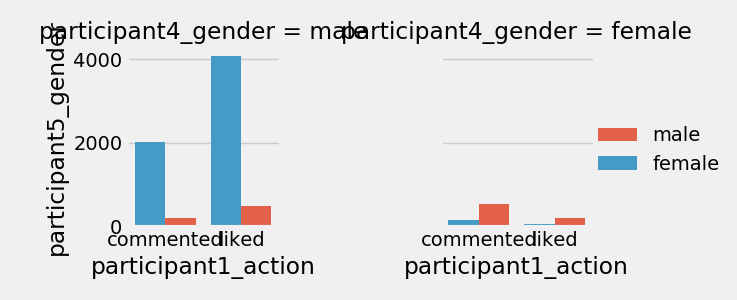 participant4_gender = male
participant4_gender = female
participant5_gender
4000
2000
0
commented
liked
commented
liked
participant1_action
participant1_action
male
female